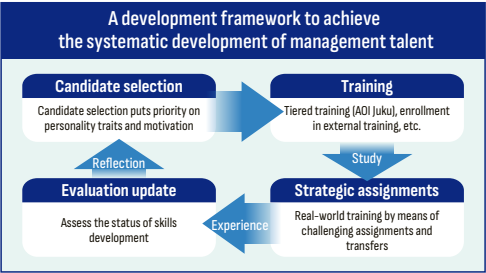 A development framework to achieve
the systematic development of management talent
Candidate selection
Candidate selection puts priority on
personality traits and motivation
Training
Tiered training (AOI Juku), enrollment
in external training, etc.
Study
Strategic assignments
Real-world training by means of
challenging assignments and
transfers
Experience
Evaluation update
Assess the status of skills
development
Reflection